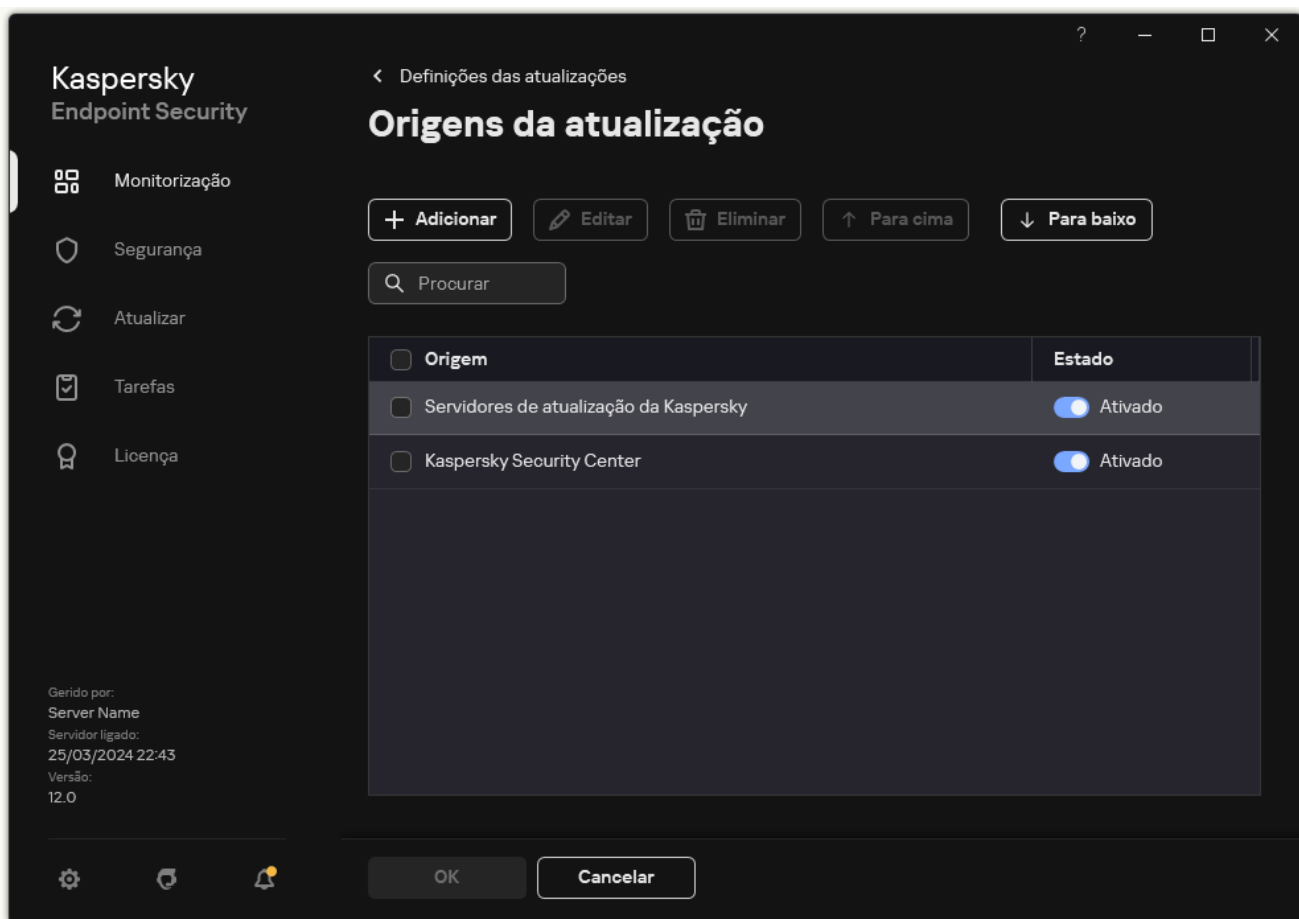 ?
Kaspersky
Endpoint Security
Definições das atualizações
Origens da atualização
Monitorização
Segurança
Atualizar
Tarefas
Licença
Adicionar
Editar
Eliminar
Para cima
Para baixo
Procurar
Origem
Estado
Servidores de atualização da Kaspersky
Ativado
Kaspersky Security Center
Ativado
Gerido por:
Server Name
Servidor ligado:
25/03/2024 22:43
Versão:
12.0
OK
Cancelar